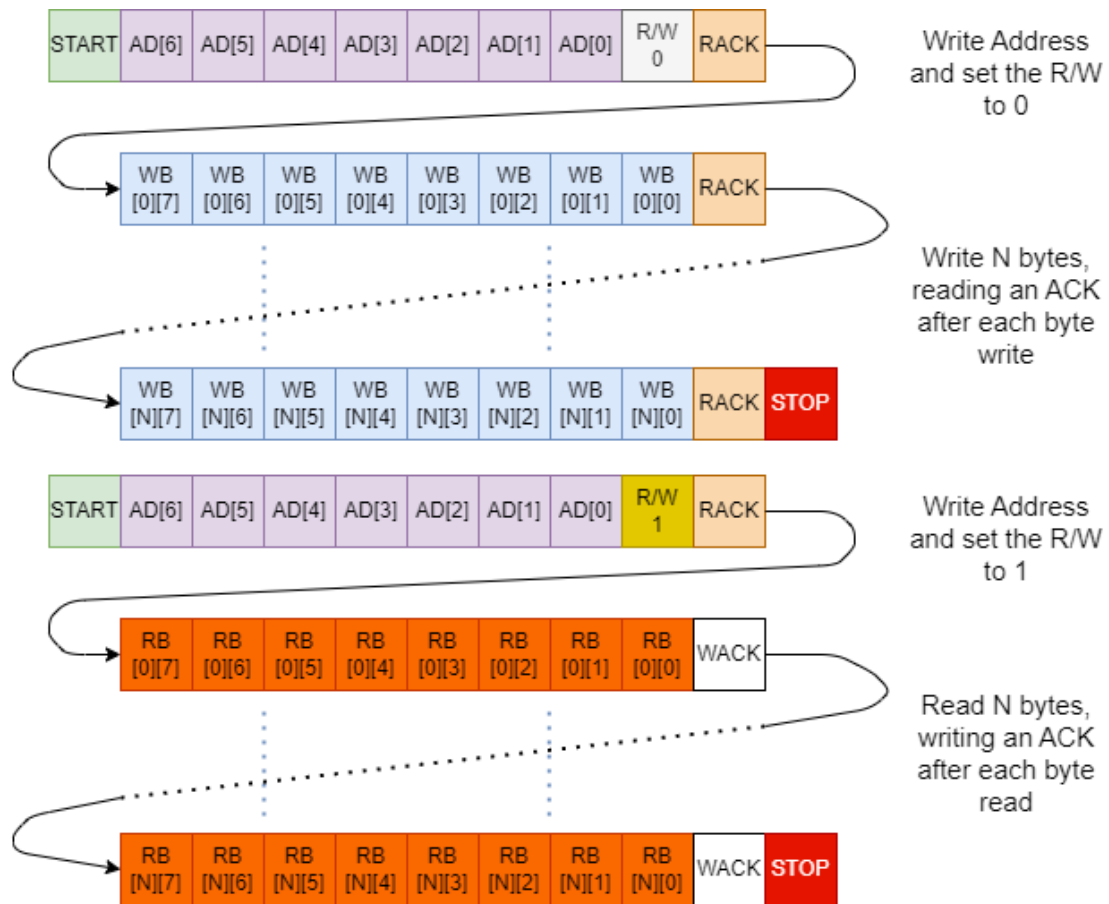 START AD[6] AD[5] AD[4] AD[3] AD[2] AD[1] AD[0] R/W 0 RACK
Write Address
and set the R/W
to 0
WB WB WB WB WB WB WB WB
[0][7] [0][6] [0][5] [0][4] [0][3] [0][2] [0][1] [0][0] RACK
Write N bytes,
reading an ACK
after each byte
write
WB WB WB WB WB WB WB WB
[N][7] [N][6] [N][5] [N][4] [N][3] [N][2] [N][1] [N][0] RACK STOP
START AD[6] AD[5] AD[4] AD[3] AD[2] AD[1] AD[0] R/W 1 RACK
Write Address
and set the R/W
to 1
RB RB RB RB RB RB RB RB
[0][7] [0][6] [0][5] [0][4] [0][3] [0][2] [0][1] [0][0] WACK
Read N bytes,
writing an ACK
after each byte
read
RB RB RB RB RB RB RB RB
[N][7] [N][6] [N][5] [N][4] [N][3] [N][2] [N][1] [N][0] WACK STOP